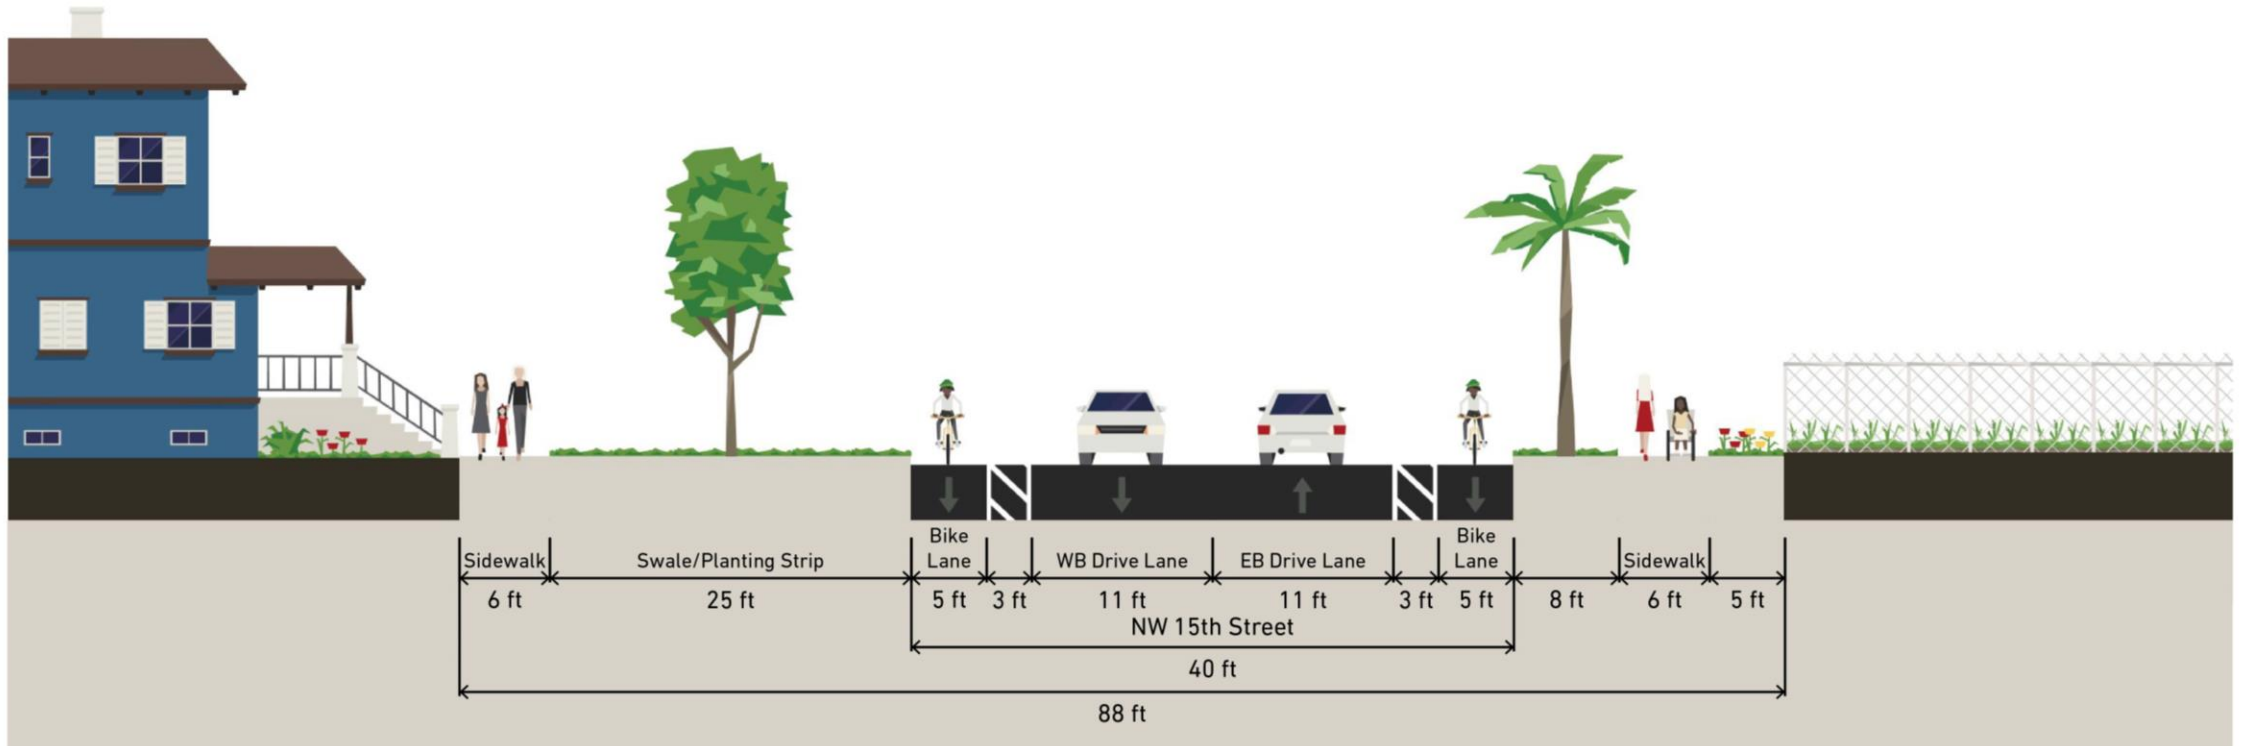 Bike
Lane
Bike
Lane
Sidewalk
Swale/Planting Strip
WB Drive Lane
EB Drive Lane
Sidewalk
6 ft
25 ft
5 ft
3 ft
11 ft
11 ft
3 ft
5 ft
8 ft
6 ft
5 ft
NW 15th Street
40 ft
88 ft